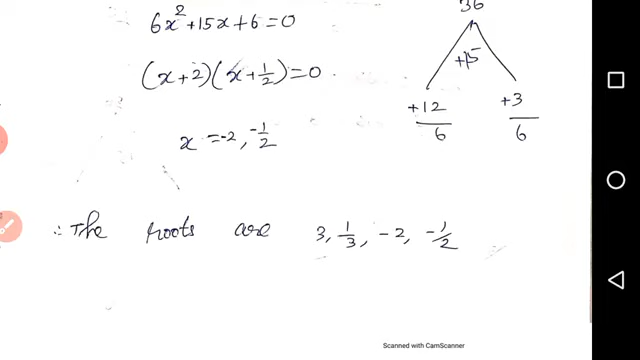 6x² + 15x + 6 = 0
36
+15
(x + 2)(x + 1/2) = 0
+12/6 +3/6
x = -2, -1/2
∴ The roots are 3, 1/3, -2, -1/2
Scanned with CamScanner